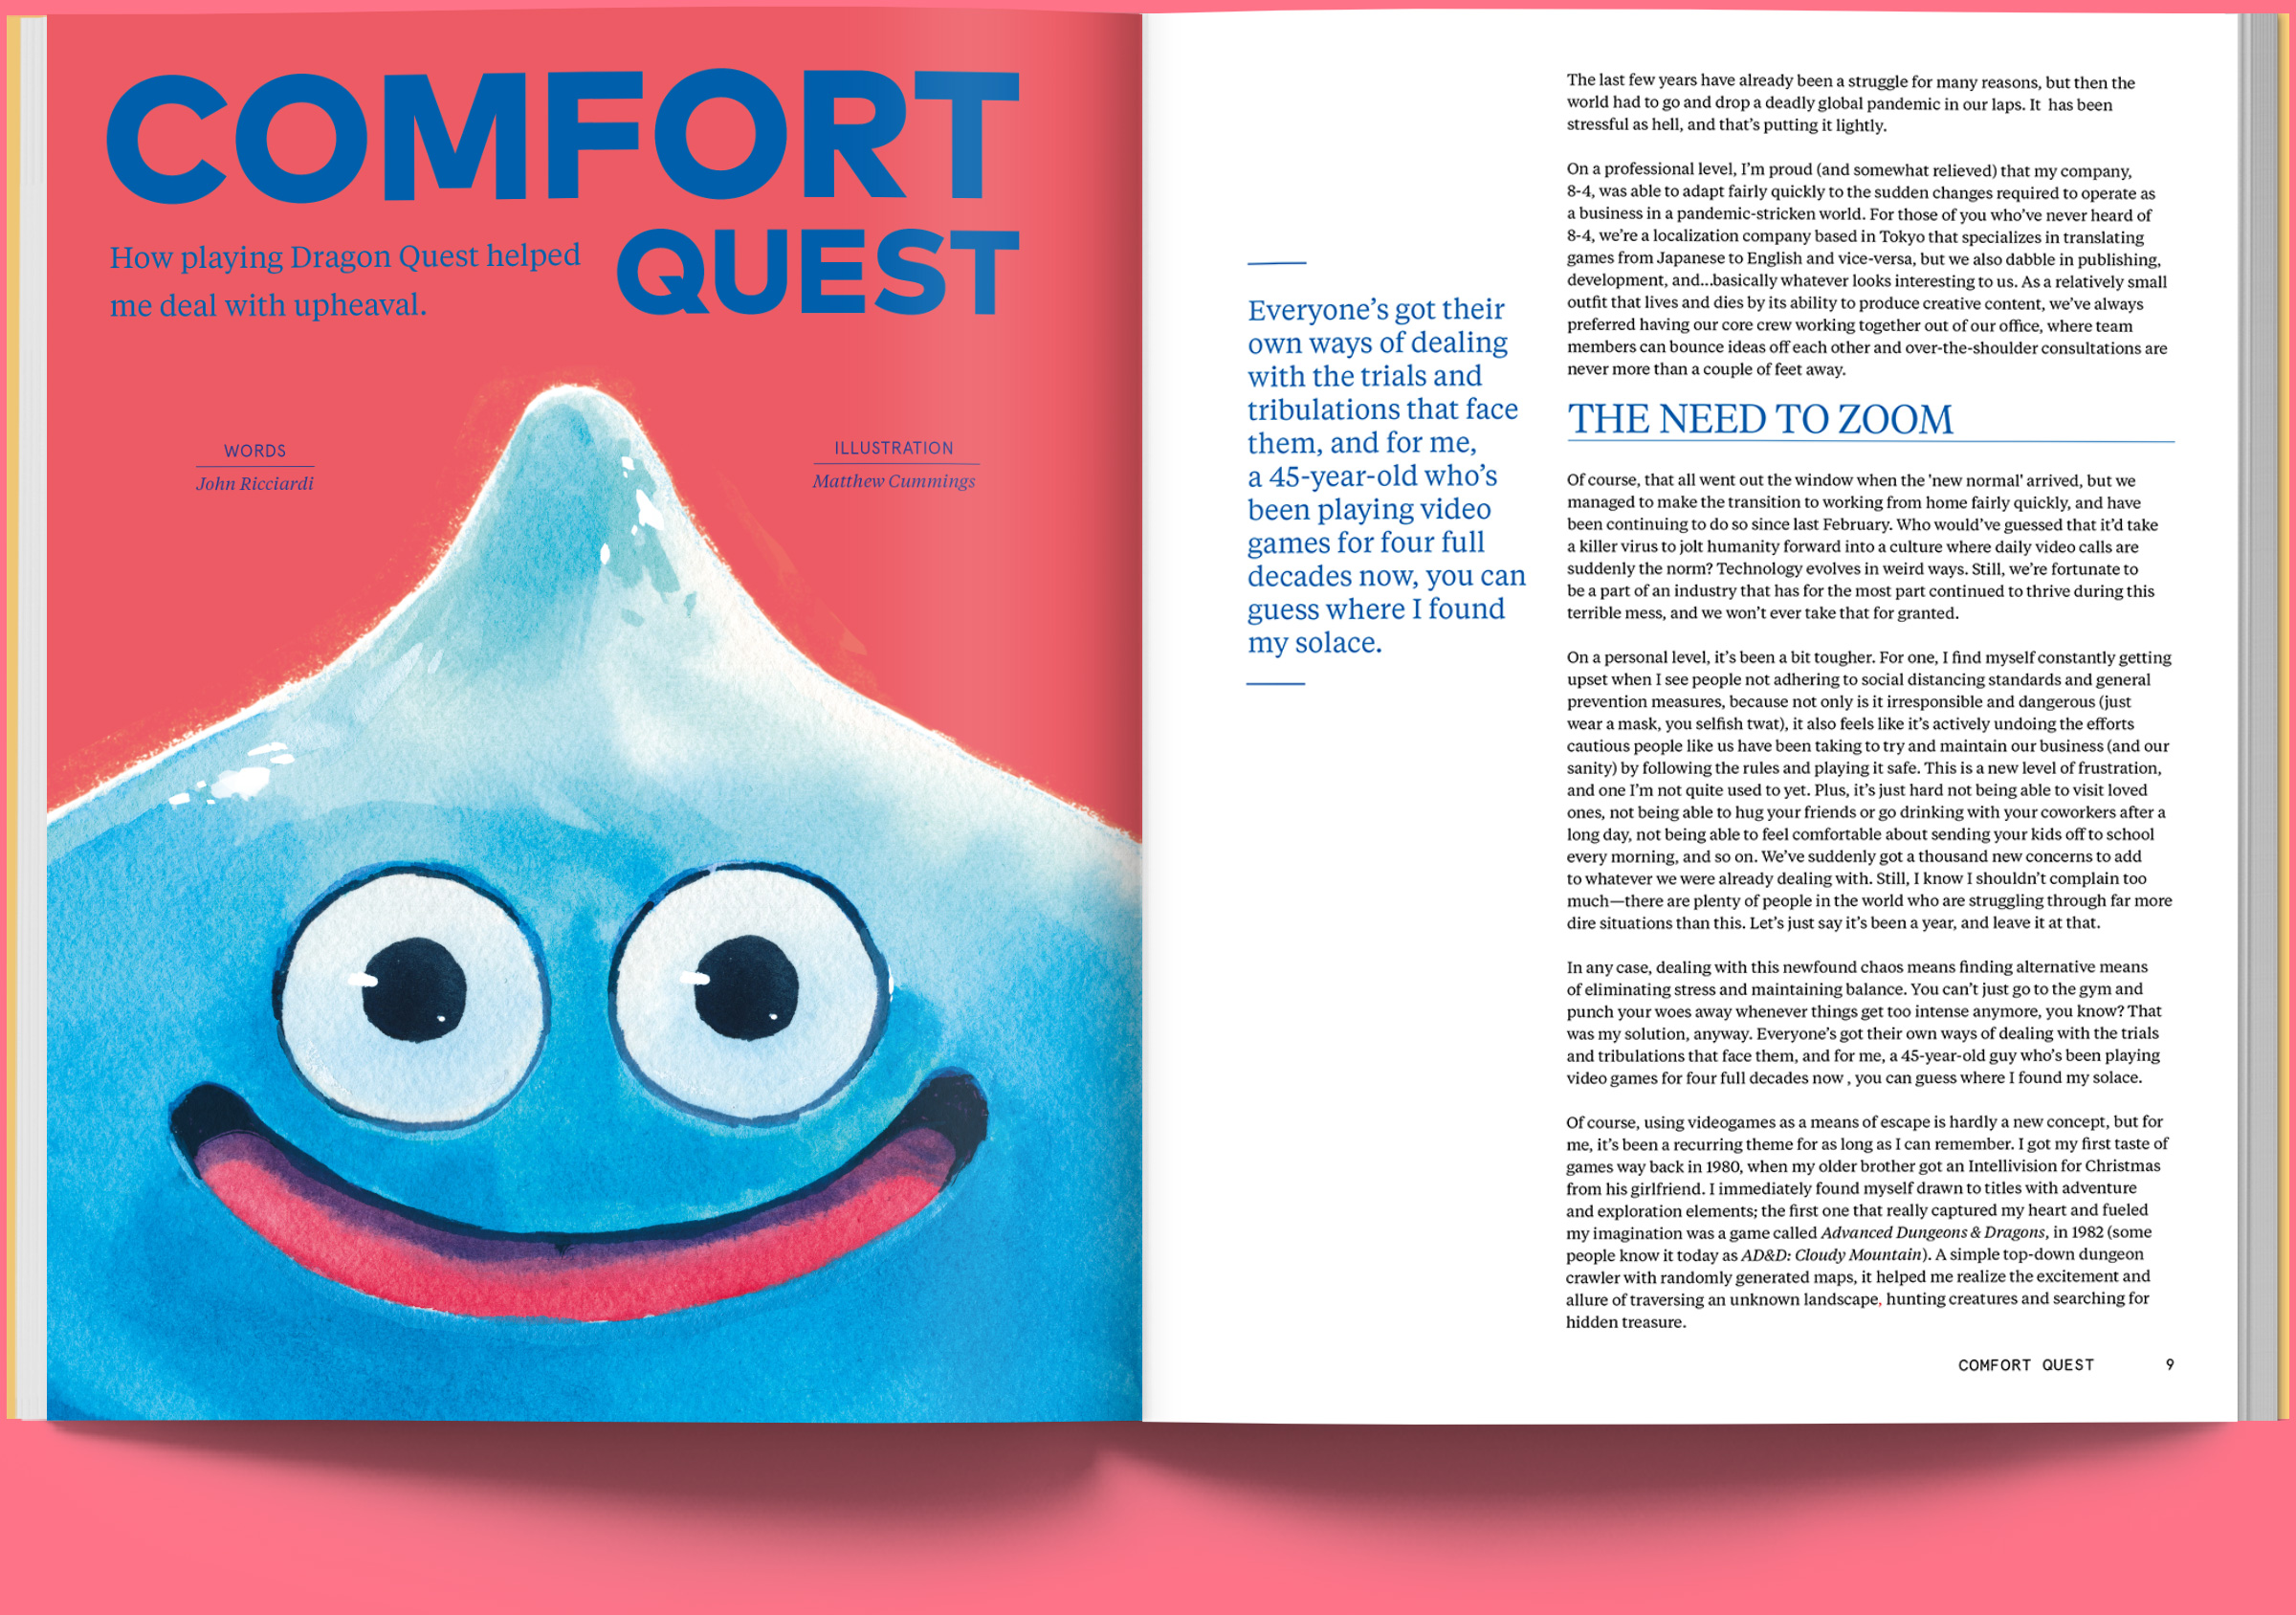 COMFORT
QUEST
How playing Dragon Quest helped
me deal with upheaval.
WORDS
John Ricciardi
ILLUSTRATION
Matthew Cummings
Everyone’s got their
own ways of dealing
with the trials and
tribulations that face
them, and for me,
a 45-year-old who’s
been playing video
games for four full
decades now, you can
guess where I found
my solace.
The last few years have already been a struggle for many reasons, but then the
world had to go and drop a deadly global pandemic in our laps. It has been
stressful as hell, and that’s putting it lightly.
On a professional level, I’m proud (and somewhat relieved) that my company,
8-4, was able to adapt fairly quickly to the sudden changes required to operate as
a business in a pandemic-stricken world. For those of you who’ve never heard of
8-4, we’re a localization company based in Tokyo that specializes in translating
games from Japanese to English and vice-versa, but we also dabble in publishing,
development, and...basically whatever looks interesting to us. As a relatively small
outfit that lives and dies by its ability to produce creative content, we’ve always
preferred having our core crew working together out of our office, where team
members can bounce ideas off each other and over-the-shoulder consultations are
never more than a couple of feet away.
THE NEED TO ZOOM
Of course, that all went out the window when the 'new normal' arrived, but we
managed to make the transition to working from home fairly quickly, and have
been continuing to do so since last February. Who would’ve guessed that it’d take
a killer virus to jolt humanity forward into a culture where daily video calls are
suddenly the norm? Technology evolves in weird ways. Still, we’re fortunate to
be a part of an industry that has for the most part continued to thrive during this
terrible mess, and we won’t ever take that for granted.
On a personal level, it’s been a bit tougher. For one, I find myself constantly getting
upset when I see people not adhering to social distancing standards and general
prevention measures, because not only is it irresponsible and dangerous (just
wear a mask, you selfish twat), it also feels like it’s actively undoing the efforts
cautious people like us have been taking to try and maintain our business (and our
sanity) by following the rules and playing it safe. This is a new level of frustration,
and one I’m not quite used to yet. Plus, it’s just hard not being able to visit loved
ones, not being able to hug your friends or go drinking with your coworkers after a
long day, not being able to feel comfortable about sending your kids off to school
every morning, and so on. We’ve suddenly got a thousand new concerns to add
to whatever we were already dealing with. Still, I know I shouldn’t complain too
much—there are plenty of people in the world who are struggling through far more
dire situations than this. Let’s just say it’s been a year, and leave it at that.
In any case, dealing with this newfound chaos means finding alternative means
of eliminating stress and maintaining balance. You can’t just go to the gym and
punch your woes away whenever things get too intense anymore, you know? That
was my solution, anyway. Everyone’s got their own ways of dealing with the trials
and tribulations that face them, and for me, a 45-year-old guy who’s been playing
video games for four full decades now , you can guess where I found my solace.
Of course, using videogames as a means of escape is hardly a new concept, but for
me, it’s been a recurring theme for as long as I can remember. I got my first taste of
games way back in 1980, when my older brother got an Intellivision for Christmas
from his girlfriend. I immediately found myself drawn to titles with adventure
and exploration elements; the first one that really captured my heart and fueled
my imagination was a game called Advanced Dungeons & Dragons, in 1982 (some
people know it today as AD&D: Cloudy Mountain). A simple top-down dungeon
crawler with randomly generated maps, it helped me realize the excitement and
allure of traversing an unknown landscape, hunting creatures and searching for
hidden treasure.
COMFORT QUEST 9